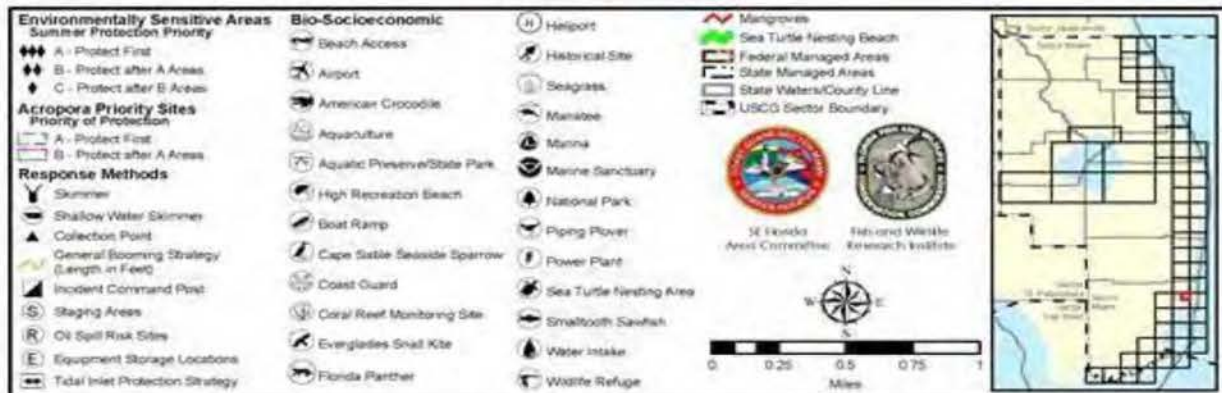 Environmentally Sensitive Areas
Summer Protection Priority
A - Protect First
B - Protect after A Areas
C - Protect after B Areas
Acropora Priority Sites
Priority of Protection
A - Protect First
B - Protect after A Areas
Response Methods
Skimmer
Shallow Water Skimmer
Collection Point
General Booming Strategy
(Length in Feet)
Incident Command Post
S Staging Areas
R Oil Spill Risk Sites
E Equipment Storage Locations
Tidal Inlet Protection Strategy
Bio-Socioeconomic
Beach Access
Airport
American Crocodile
Aquaculture
Aquatic Preserve/State Park
High Recreation Beach
Boat Ramp
Cape Sable Seaside Sparrow
Coast Guard
Coral Reef Monitoring Site
Everglades Snail Kite
Florida Panther
H Heliport
Historical Site
Seagrass
Manatee
Marina
Marine Sanctuary
National Park
Piping Plover
Power Plant
Sea Turtle Nesting Area
Smalltooth Sawfish
Water Intake
Wildlife Refuge
Mangroves
Sea Turtle Nesting Beach
Federal Managed Areas
State Managed Areas
State Waters/County Line
USCG Sector Boundary
SE Florida
Area Committee
Fish and Wildlife
Research Institute
N
W E
S
0 0.25 0.5 0.75 1
Miles